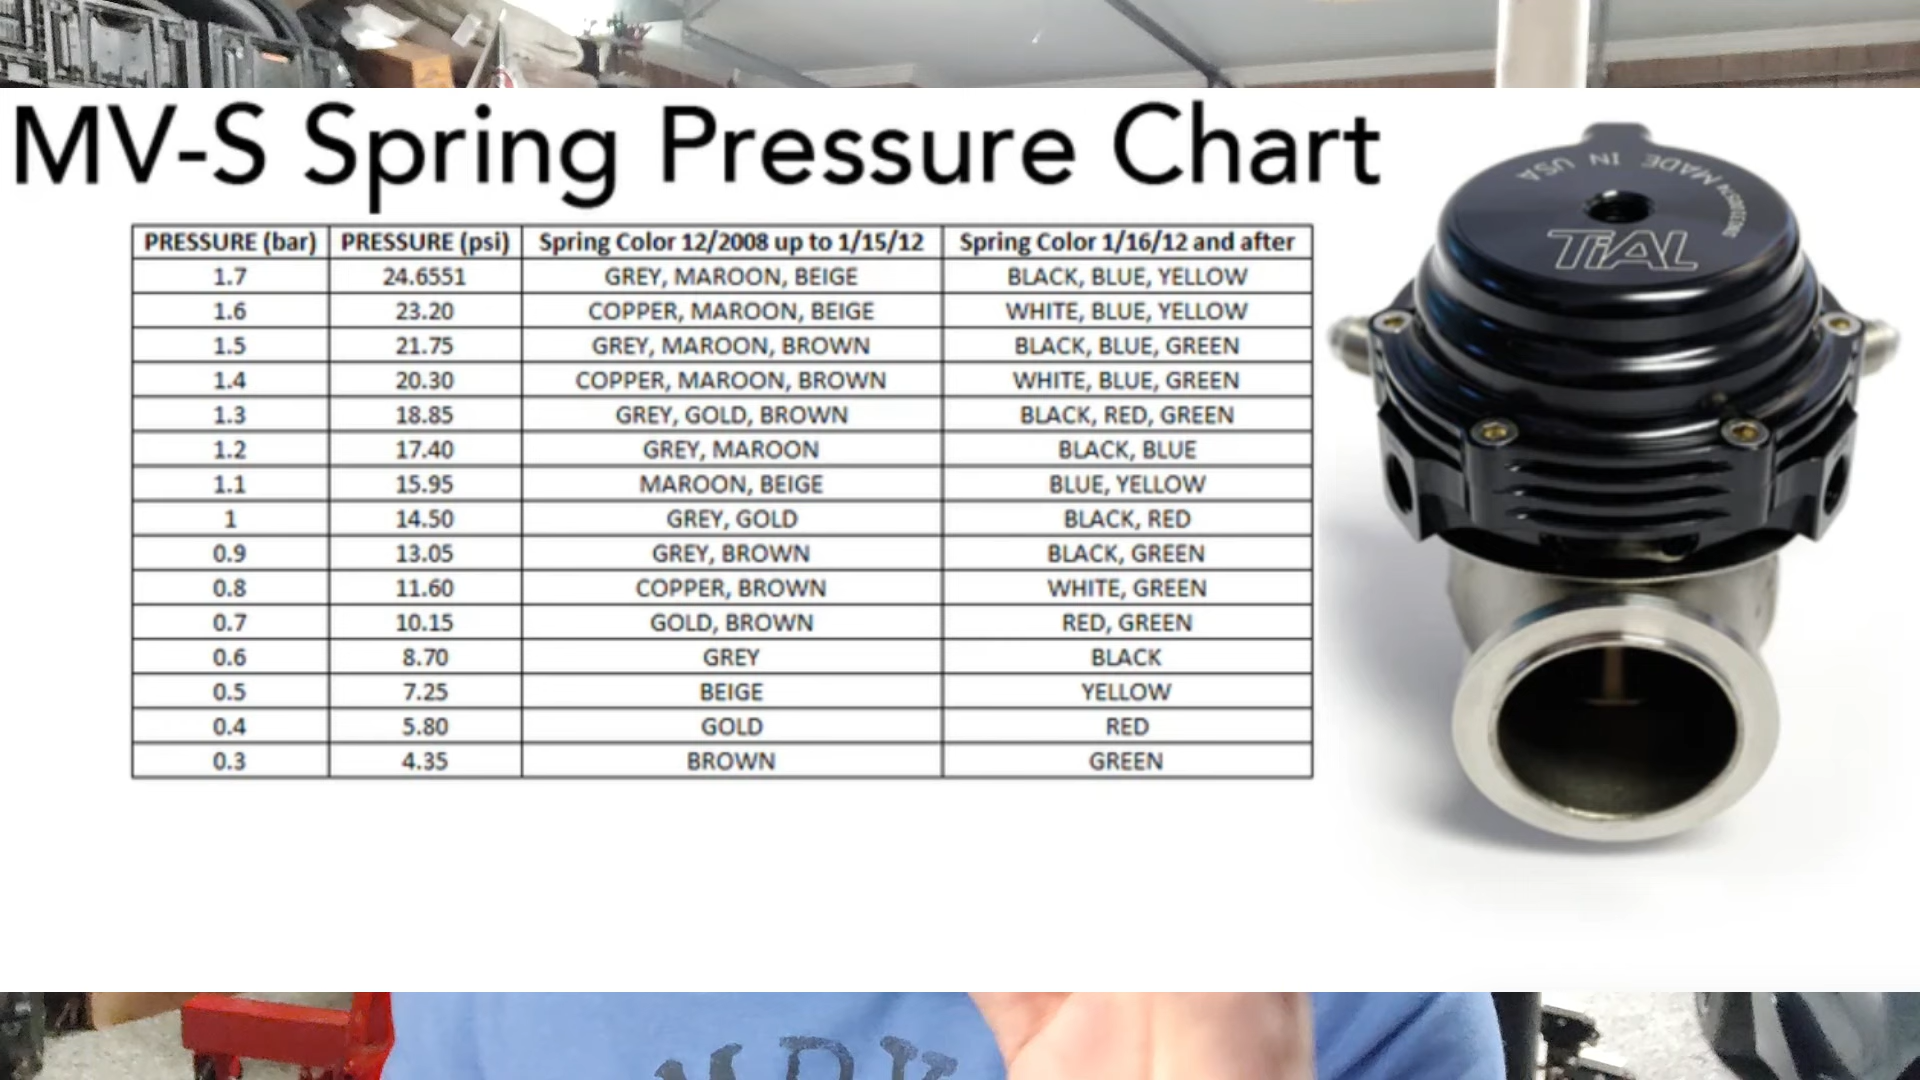 MV-S Spring Pressure Chart
PRESSURE (bar) PRESSURE (psi) Spring Color 12/2008 up to 1/15/12 Spring Color 1/16/12 and after
1.7 24.6551 GREY, MAROON, BEIGE BLACK, BLUE, YELLOW
1.6 23.20 COPPER, MAROON, BEIGE WHITE, BLUE, YELLOW
1.5 21.75 GREY, MAROON, BROWN BLACK, BLUE, GREEN
1.4 20.30 COPPER, MAROON, BROWN WHITE, BLUE, GREEN
1.3 18.85 GREY, GOLD, BROWN BLACK, RED, GREEN
1.2 17.40 GREY, MAROON BLACK, BLUE
1.1 15.95 MAROON, BEIGE BLUE, YELLOW
1 14.50 GREY, GOLD BLACK, RED
0.9 13.05 GREY, BROWN BLACK, GREEN
0.8 11.60 COPPER, BROWN WHITE, GREEN
0.7 10.15 GOLD, BROWN RED, GREEN
0.6 8.70 GREY BLACK
0.5 7.25 BEIGE YELLOW
0.4 5.80 GOLD RED
0.3 4.35 BROWN GREEN
MADE IN USA
TiAL